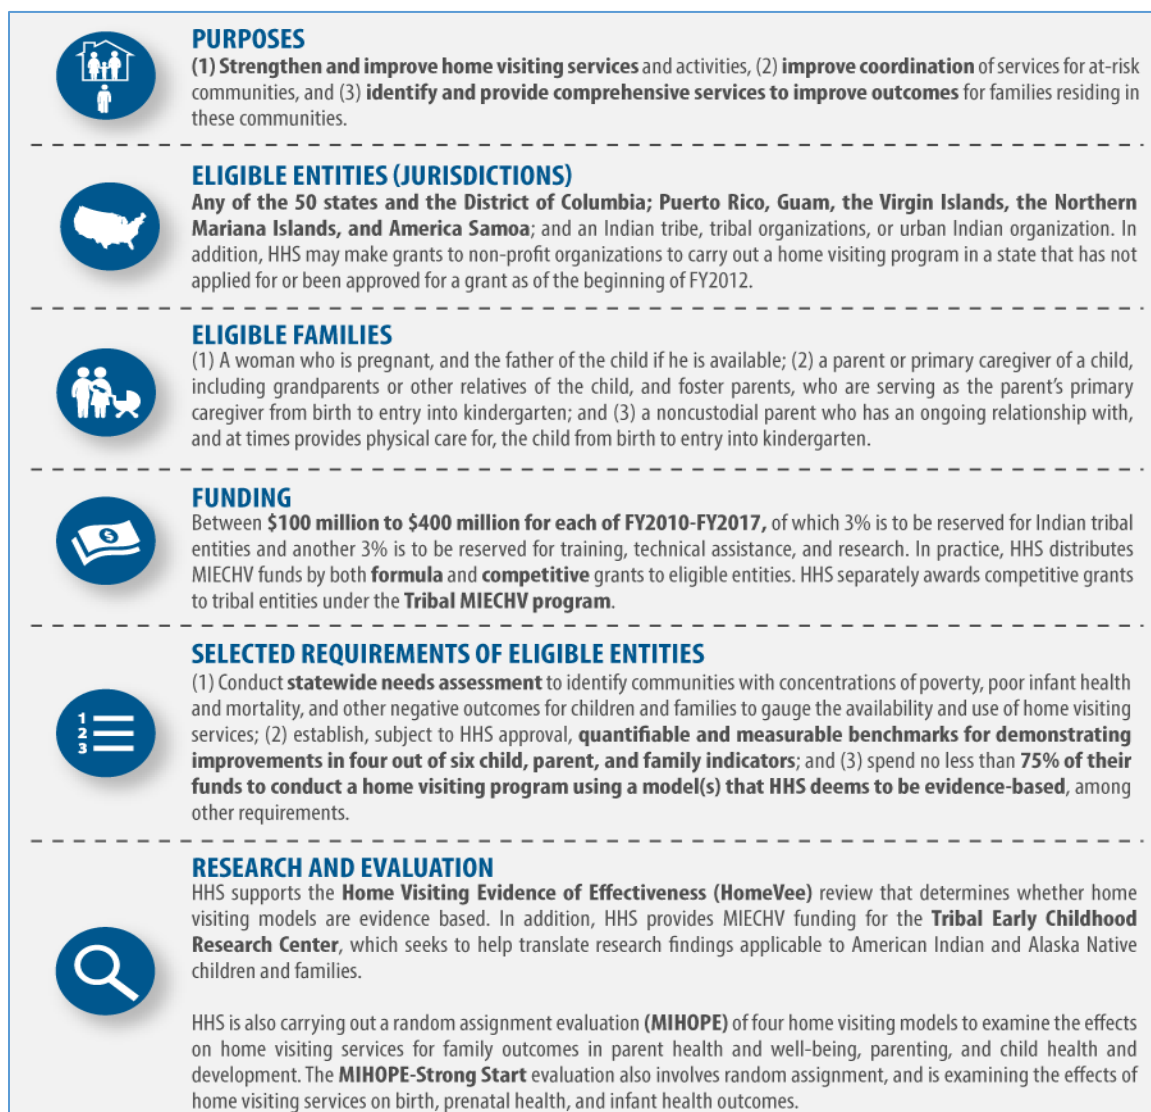 PURPOSES
(1) Strengthen and improve home visiting services and activities, (2) improve coordination of services for at-risk
communities, and (3) identify and provide comprehensive services to improve outcomes for families residing in
these communities.
ELIGIBLE ENTITIES (JURISDICTIONS)
Any of the 50 states and the District of Columbia; Puerto Rico, Guam, the Virgin Islands, the Northern
Mariana Islands, and America Samoa; and an Indian tribe, tribal organizations, or urban Indian organization. In
addition, HHS may make grants to non-profit organizations to carry out a home visiting program in a state that has not
applied for or been approved for a grant as of the beginning of FY2012.
ELIGIBLE FAMILIES
(1) A woman who is pregnant, and the father of the child if he is available; (2) a parent or primary caregiver of a child,
including grandparents or other relatives of the child, and foster parents, who are serving as the parent's primary
caregiver from birth to entry into kindergarten; and (3) a noncustodial parent who has an ongoing relationship with,
and at times provides physical care for, the child from birth to entry into kindergarten.
$
FUNDING
Between $100 million to $400 million for each of FY2010-FY2017, of which 3% is to be reserved for Indian tribal
entities and another 3% is to be reserved for training, technical assistance, and research. In practice, HHS distributes
MIECHV funds by both formula and competitive grants to eligible entities. HHS separately awards competitive grants
to tribal entities under the Tribal MIECHV program.
1
2
3
SELECTED REQUIREMENTS OF ELIGIBLE ENTITIES
(1) Conduct statewide needs assessment to identify communities with concentrations of poverty, poor infant health
and mortality, and other negative outcomes for children and families to gauge the availability and use of home visiting
services; (2) establish, subject to HHS approval, quantifiable and measurable benchmarks for demonstrating
improvements in four out of six child, parent, and family indicators; and (3) spend no less than 75% of their
funds to conduct a home visiting program using a model(s) that HHS deems to be evidence-based, among
other requirements.
RESEARCH AND EVALUATION
HHS supports the Home Visiting Evidence of Effectiveness (HomeVee) review that determines whether home
visiting models are evidence based. In addition, HHS provides MIECHV funding for the Tribal Early Childhood
Research Center, which seeks to help translate research findings applicable to American Indian and Alaska Native
children and families.
HHS is also carrying out a random assignment evaluation (MIHOPE) of four home visiting models to examine the effects
on home visiting services for family outcomes in parent health and well-being, parenting, and child health and
development. The MIHOPE-Strong Start evaluation also involves random assignment, and is examining the effects of
home visiting services on birth, prenatal health, and infant health outcomes.